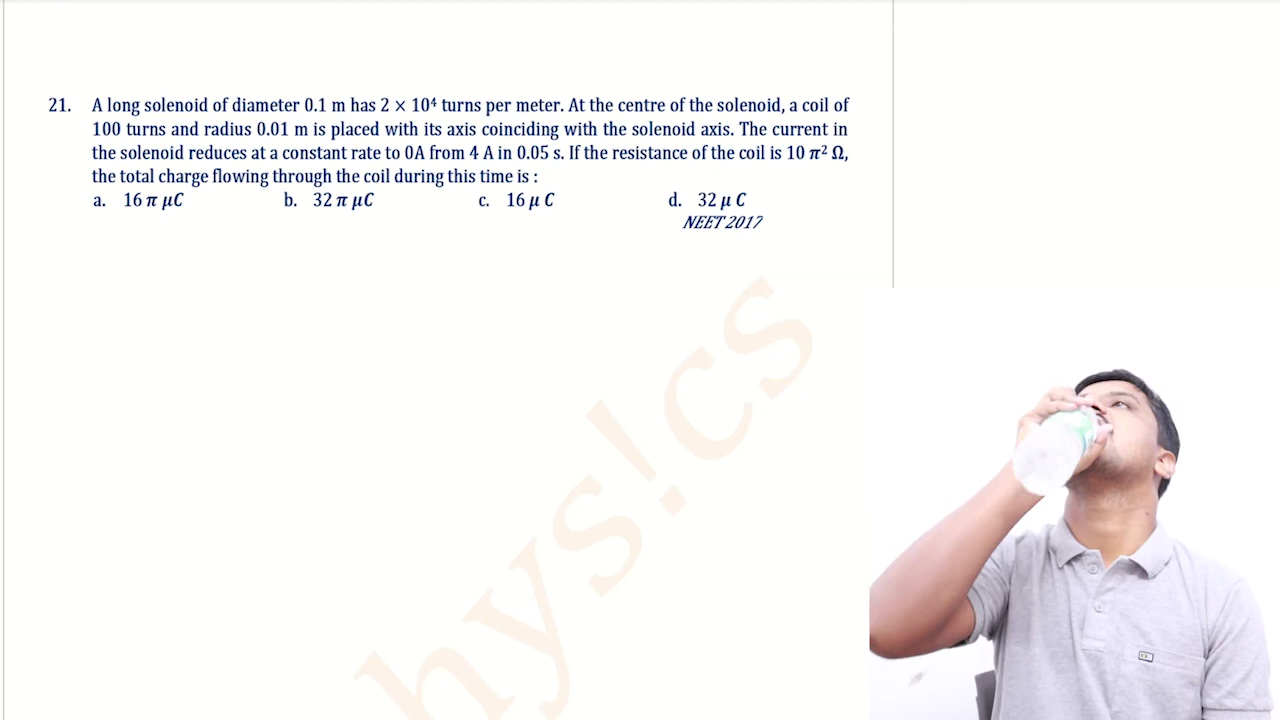 21. A long solenoid of diameter 0.1 m has 2 × 10⁴ turns per meter. At the centre of the solenoid, a coil of
100 turns and radius 0.01 m is placed with its axis coinciding with the solenoid axis. The current in
the solenoid reduces at a constant rate to 0A from 4 A in 0.05 s. If the resistance of the coil is 10 π² Ω,
the total charge flowing through the coil during this time is :
a. 16 π μC b. 32 π μC c. 16 μ C d. 32 μ C
NEET 2017
hys!cs